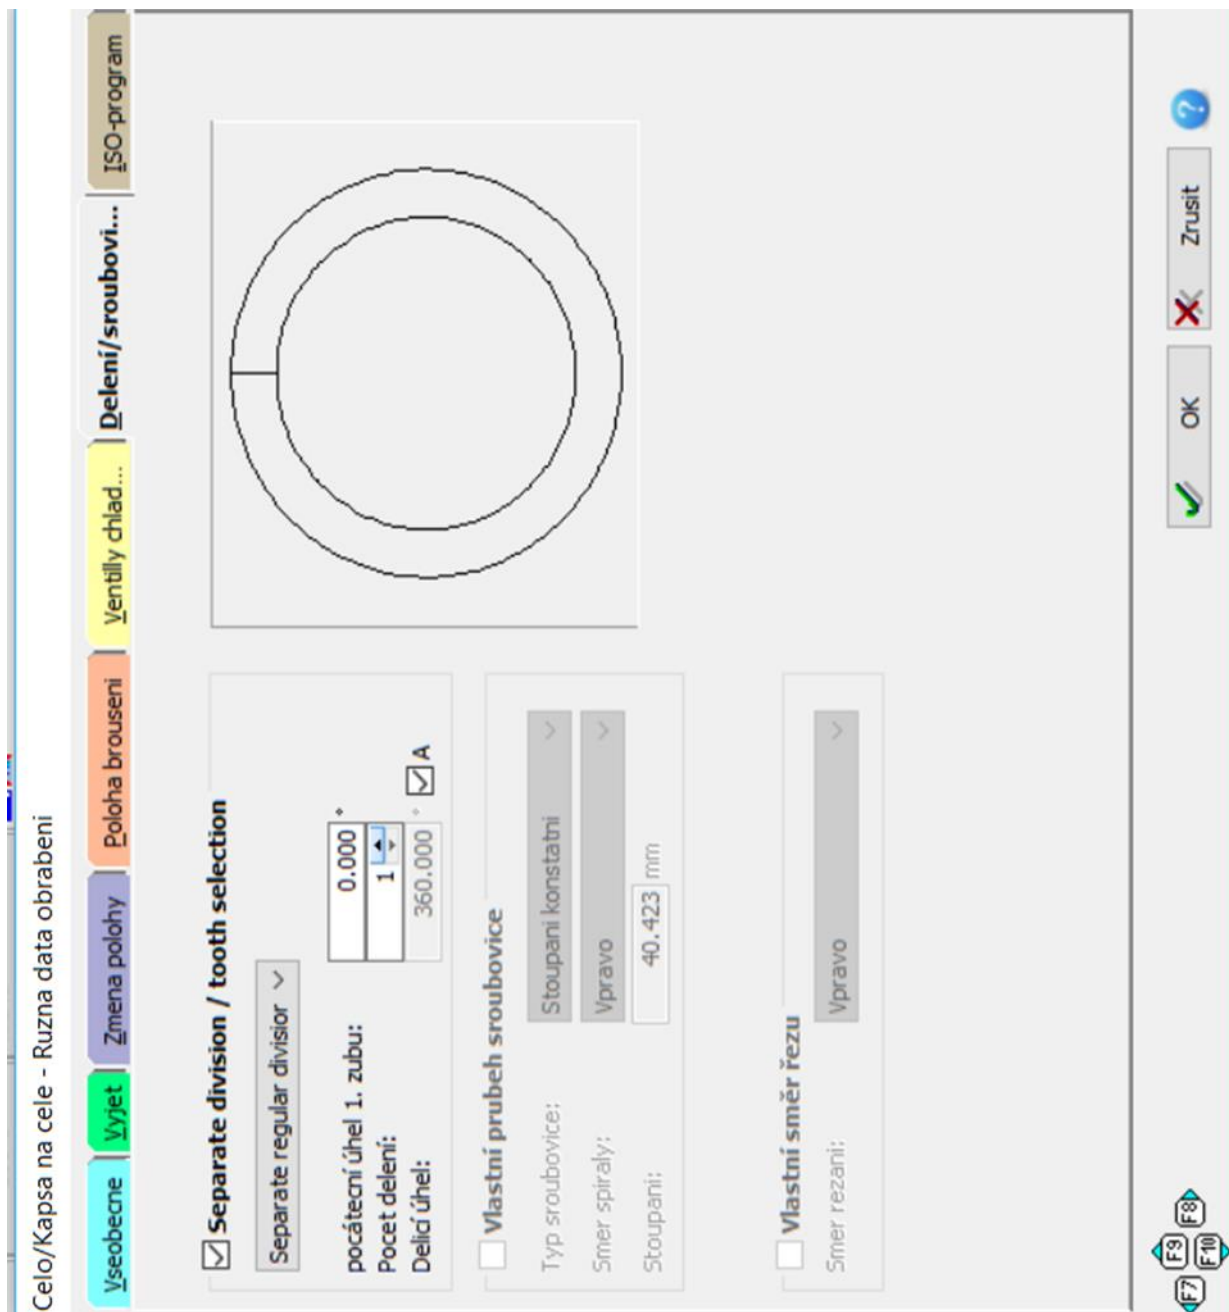 Celo/Kapsa na cele - Ruzna data obrabeni
Vseobecne Vyjet Zmena polohy Poloha brouseni Ventilly chlad... Delení/sroubovi... ISO-program
Separate division / tooth selection
Separate regular divisior
pocátecní úhel 1. zubu: 0.000 °
Pocet delení: 1
Delicí úhel: 360.000 ° A
Vlastní prubeh sroubovice
Typ sroubovice: Stoupani konstatni
Smer spiraly: Vpravo
Stoupani: 40.423 mm
Vlastní směr řezu
Smer rezani: Vpravo
F7 F9 F10 F8 OK Zrusit ?